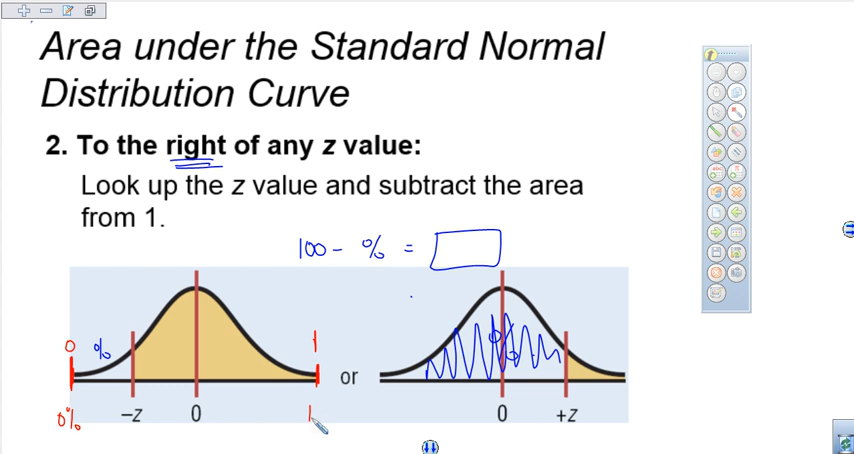 Area under the Standard Normal
Distribution Curve
2. To the right of any z value:
Look up the z value and subtract the area
from 1.
100 - % =
0 % 1
%
or
0% -z 0 1 0 +z